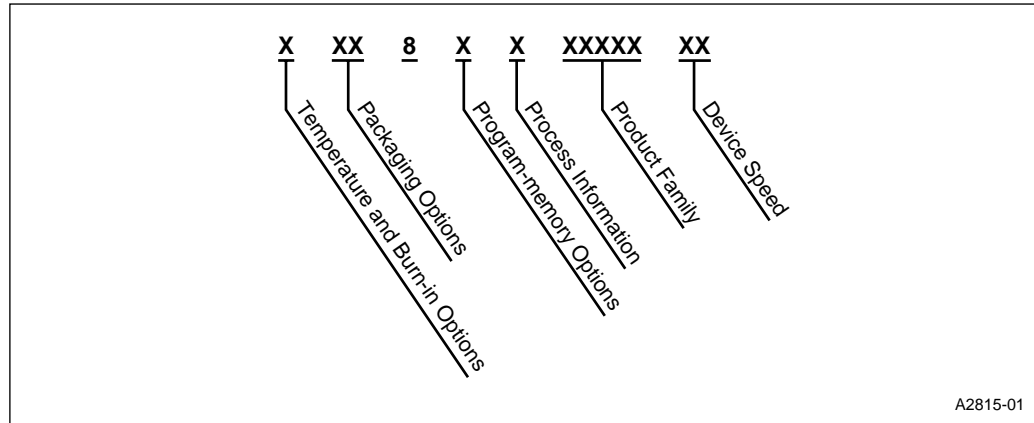 X XX 8 X X XXXXX XX
Temperature and Burn-in Options
Packaging Options
Program-memory Options
Process Information
Product Family
Device Speed
A2815-01